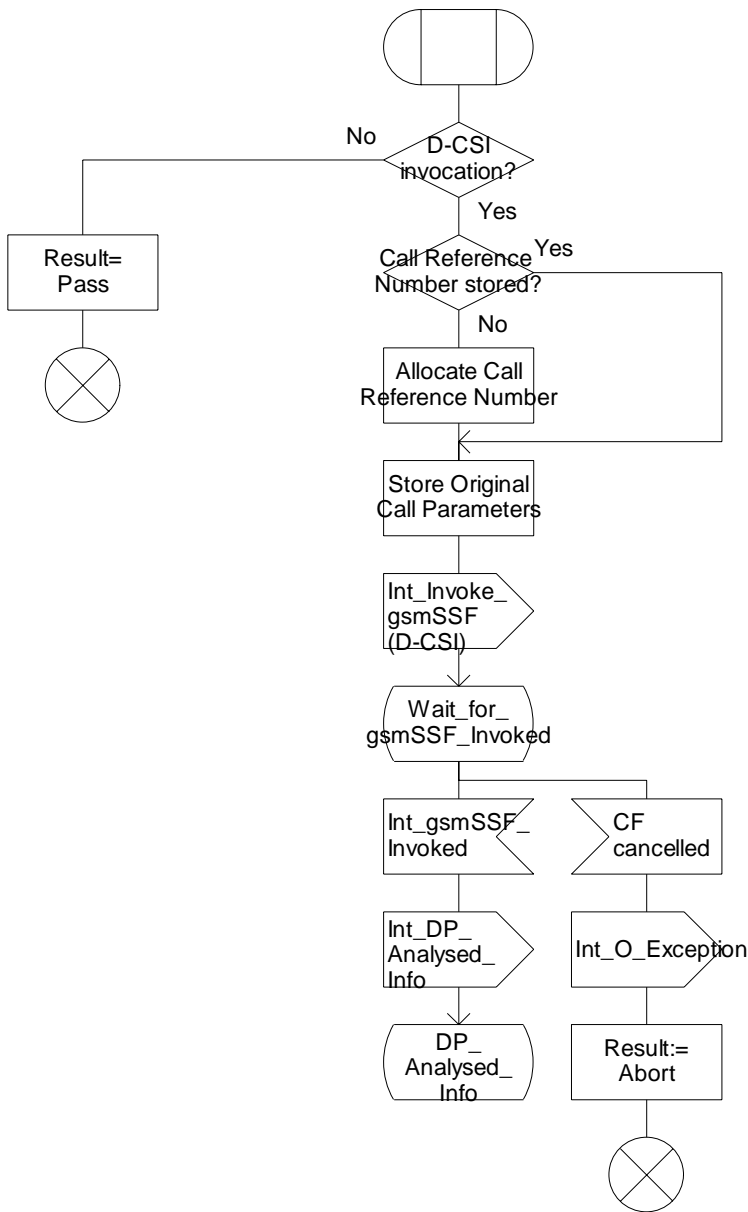 No
D-CSI
invocation?
Yes
Result=
Pass
Call Reference
Number stored?
Yes
No
Allocate Call
Reference Number
Store Original
Call Parameters
Int_Invoke_
gsmSSF
(D-CSI)
Wait_for_
gsmSSF_Invoked
Int_gsmSSF_
Invoked
CF
cancelled
Int_DP_
Analysed_
Info
Int_O_Exception
DP_
Analysed_
Info
Result:=
Abort